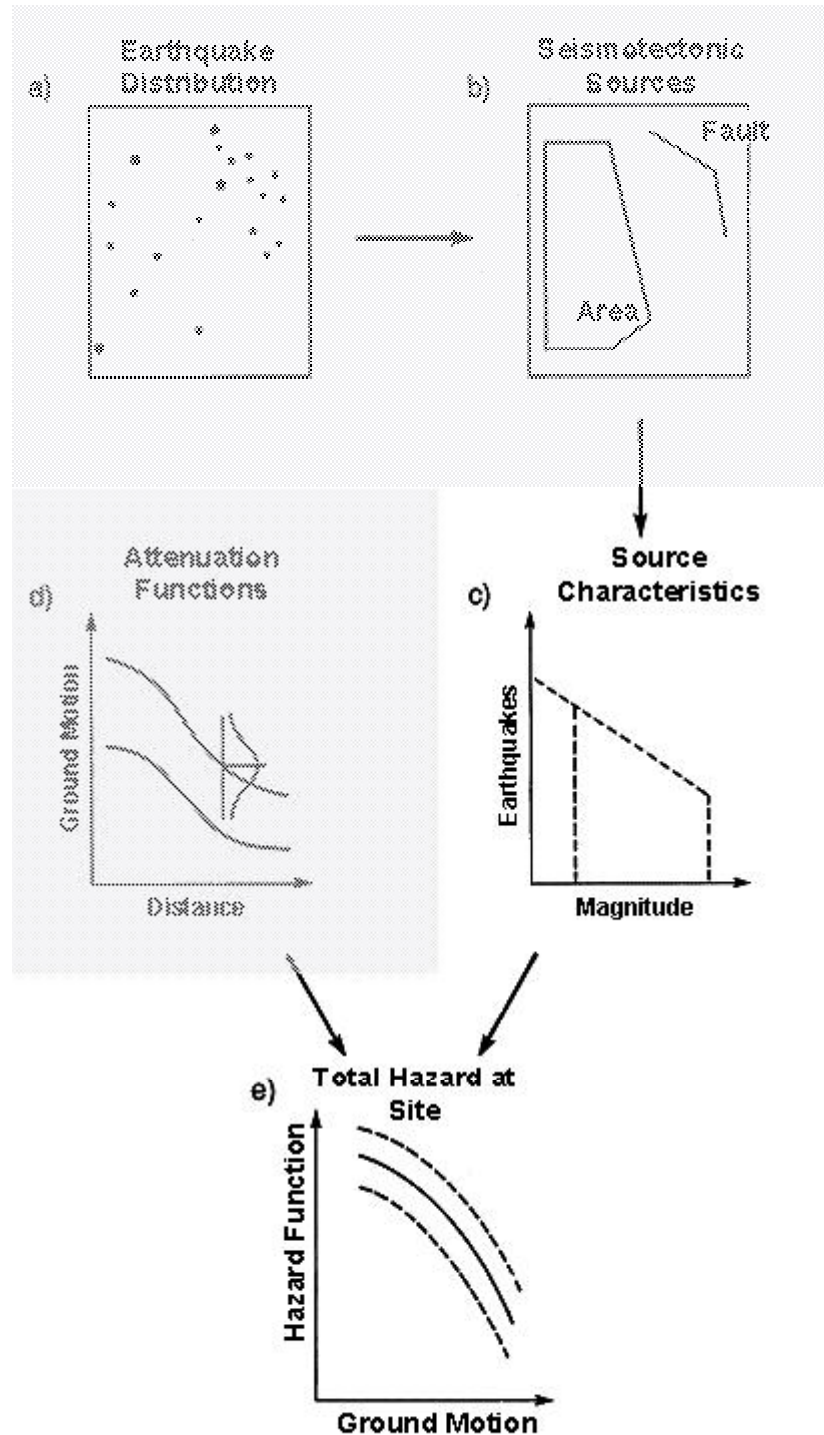 a)
Earthquake
Distribution
b)
Seismotectonic
Sources
Fault
Area
c)
Source
Characteristics
Earthquakes
Magnitude
d)
Attenuation
Functions
Ground Motion
Distance
e)
Total Hazard at
Site
Hazard Function
Ground Motion